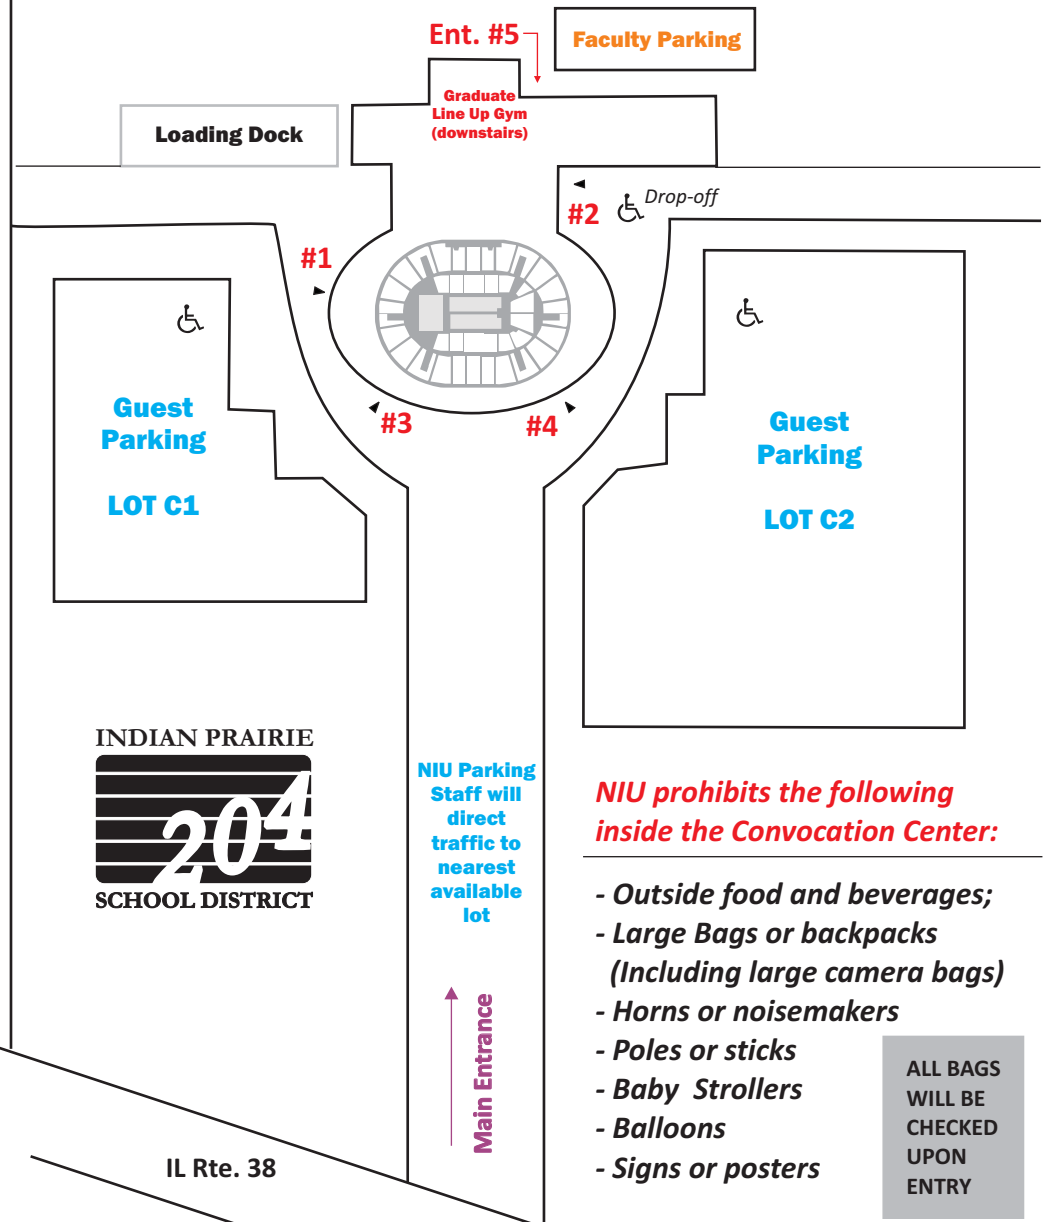 Ent. #5
Faculty Parking
Graduate
Line Up Gym
(downstairs)
Loading Dock
#2
Drop-off
#1
#3
#4
Guest
Parking
LOT C1
Guest
Parking
LOT C2
INDIAN PRAIRIE
204
SCHOOL DISTRICT
NIU Parking
Staff will
direct
traffic to
nearest
available
lot
Main Entrance
IL Rte. 38
NIU prohibits the following
inside the Convocation Center:
- Outside food and beverages;
- Large Bags or backpacks
(Including large camera bags)
- Horns or noisemakers
- Poles or sticks
- Baby Strollers
- Balloons
- Signs or posters
ALL BAGS
WILL BE
CHECKED
UPON
ENTRY